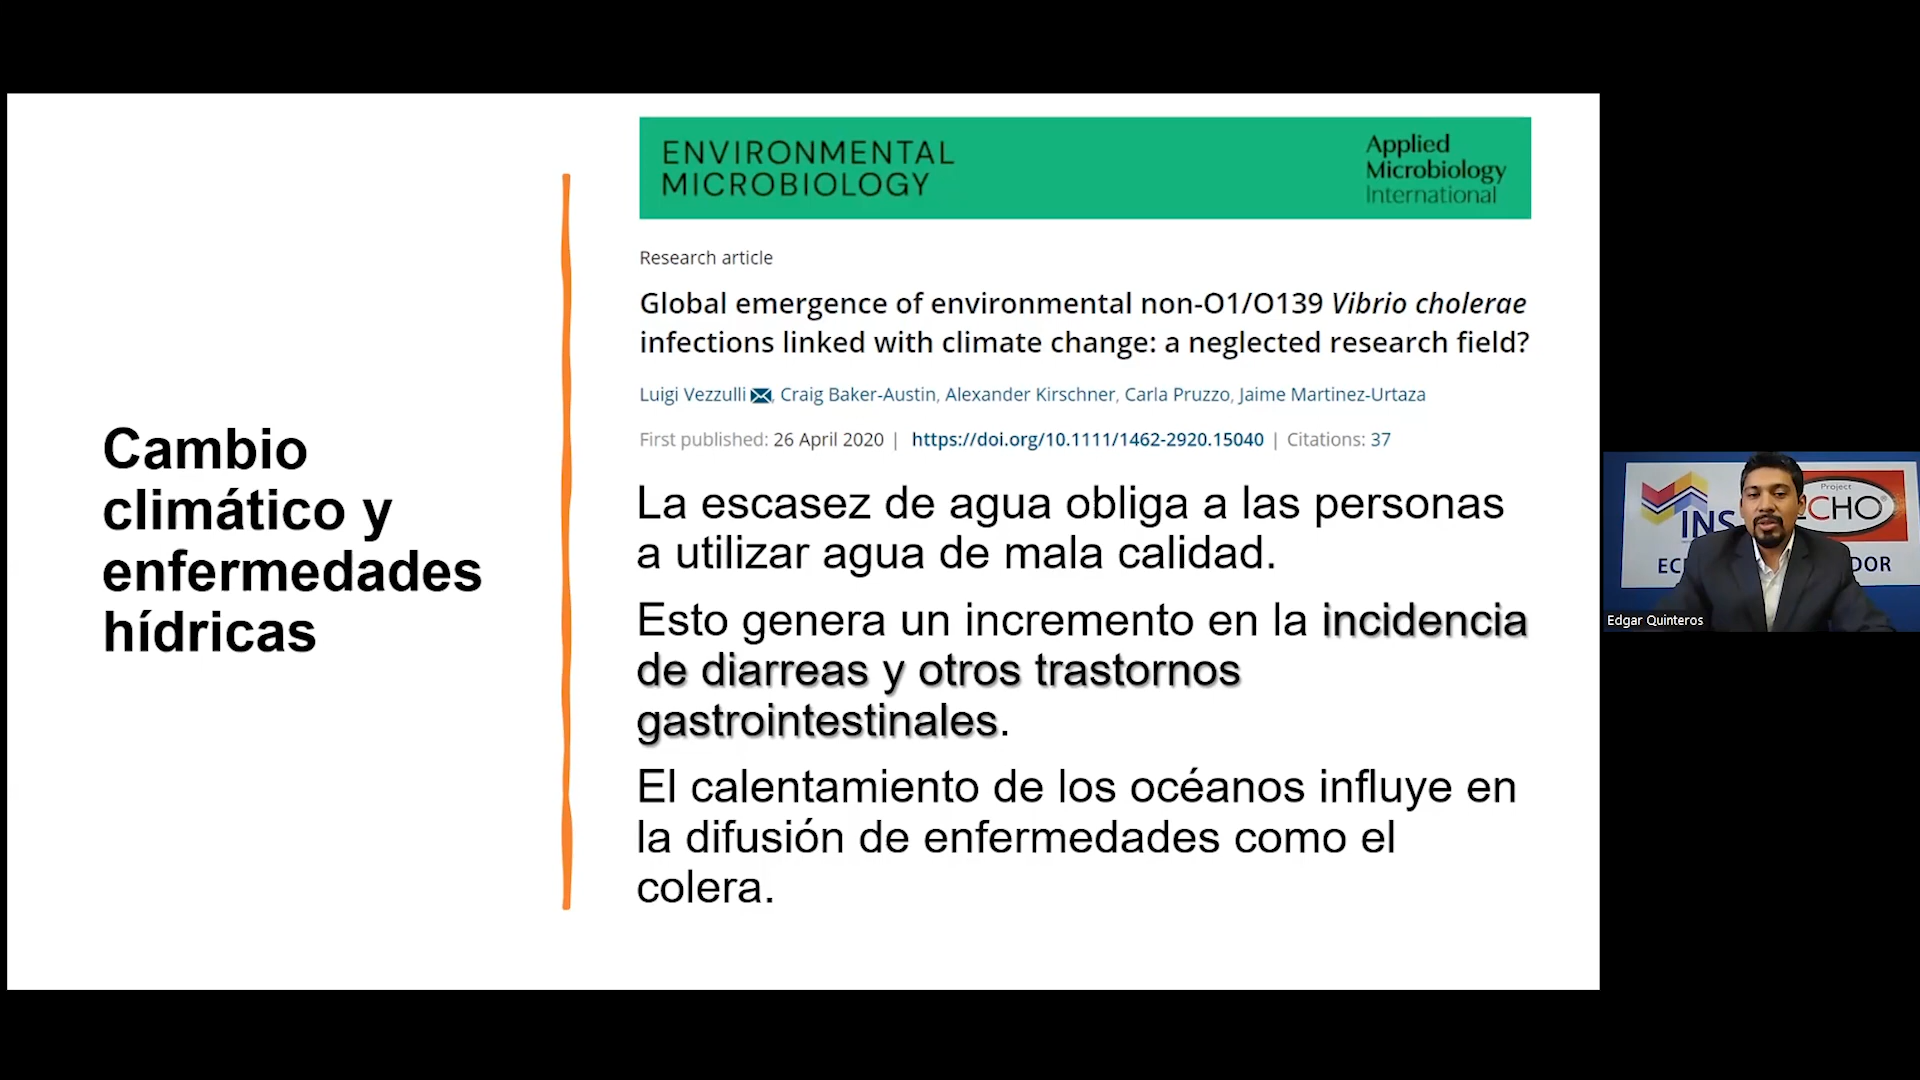 Cambio
climático y
enfermedades
hídricas
ENVIRONMENTAL
MICROBIOLOGY
Applied
Microbiology
International
Research article
Global emergence of environmental non-O1/O139 Vibrio cholerae
infections linked with climate change: a neglected research field?
Luigi Vezzulli, Craig Baker-Austin, Alexander Kirschner, Carla Pruzzo, Jaime Martinez-Urtaza
First published: 26 April 2020 | https://doi.org/10.1111/1462-2920.15040 | Citations: 37
La escasez de agua obliga a las personas
a utilizar agua de mala calidad.
Esto genera un incremento en la incidencia
de diarreas y otros trastornos
gastrointestinales.
El calentamiento de los océanos influye en
la difusión de enfermedades como el
colera.
INS
Project
ECHO
Edgar Quinteros